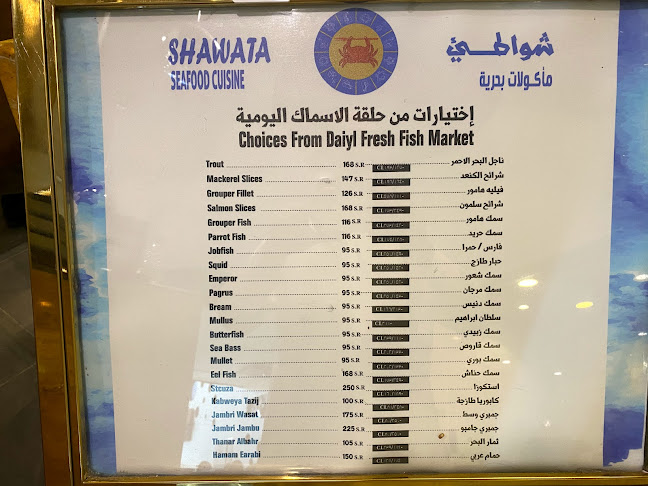 SHAWATA
SEAFOOD CUISINE
شواطئ
مأكولات بحرية
إختيارات من حلقة الاسماك اليومية
Choices From Daiyl Fresh Fish Market
Trout 168 S.R ناجل البحر الاحمر
Mackerel Slices 147 S.R شرائح الكنعد
Grouper Fillet 126 S.R فيليه هامور
Salmon Slices 168 S.R شرائح سلمون
Grouper Fish 116 S.R سمك هامور
Parrot Fish 116 S.R سمك حريد
Jobfish 95 S.R فارس / حمرا
Squid 95 S.R حبار طازج
Emperor 95 S.R سمك شعور
Pagrus 95 S.R سمك مرجان
Bream 95 S.R سمك دنيس
Mullus 95 S.R سلطان ابراهيم
Butterfish 95 S.R سمك زبيدي
Sea Bass 95 S.R سمك قاروص
Mullet 95 S.R سمك بوري
Eel Fish 168 S.R سمك حناش
Stcuza 250 S.R استكوزا
Kabweya Tazij 100 S.R كابوريا طازجة
Jambri Wasat 175 S.R جمبري وسط
Jambri Jambu 225 S.R جمبري جامبو
Thanar Albahr 105 S.R ثمار البحر
Hamam Earabi 150 S.R حمام عربي